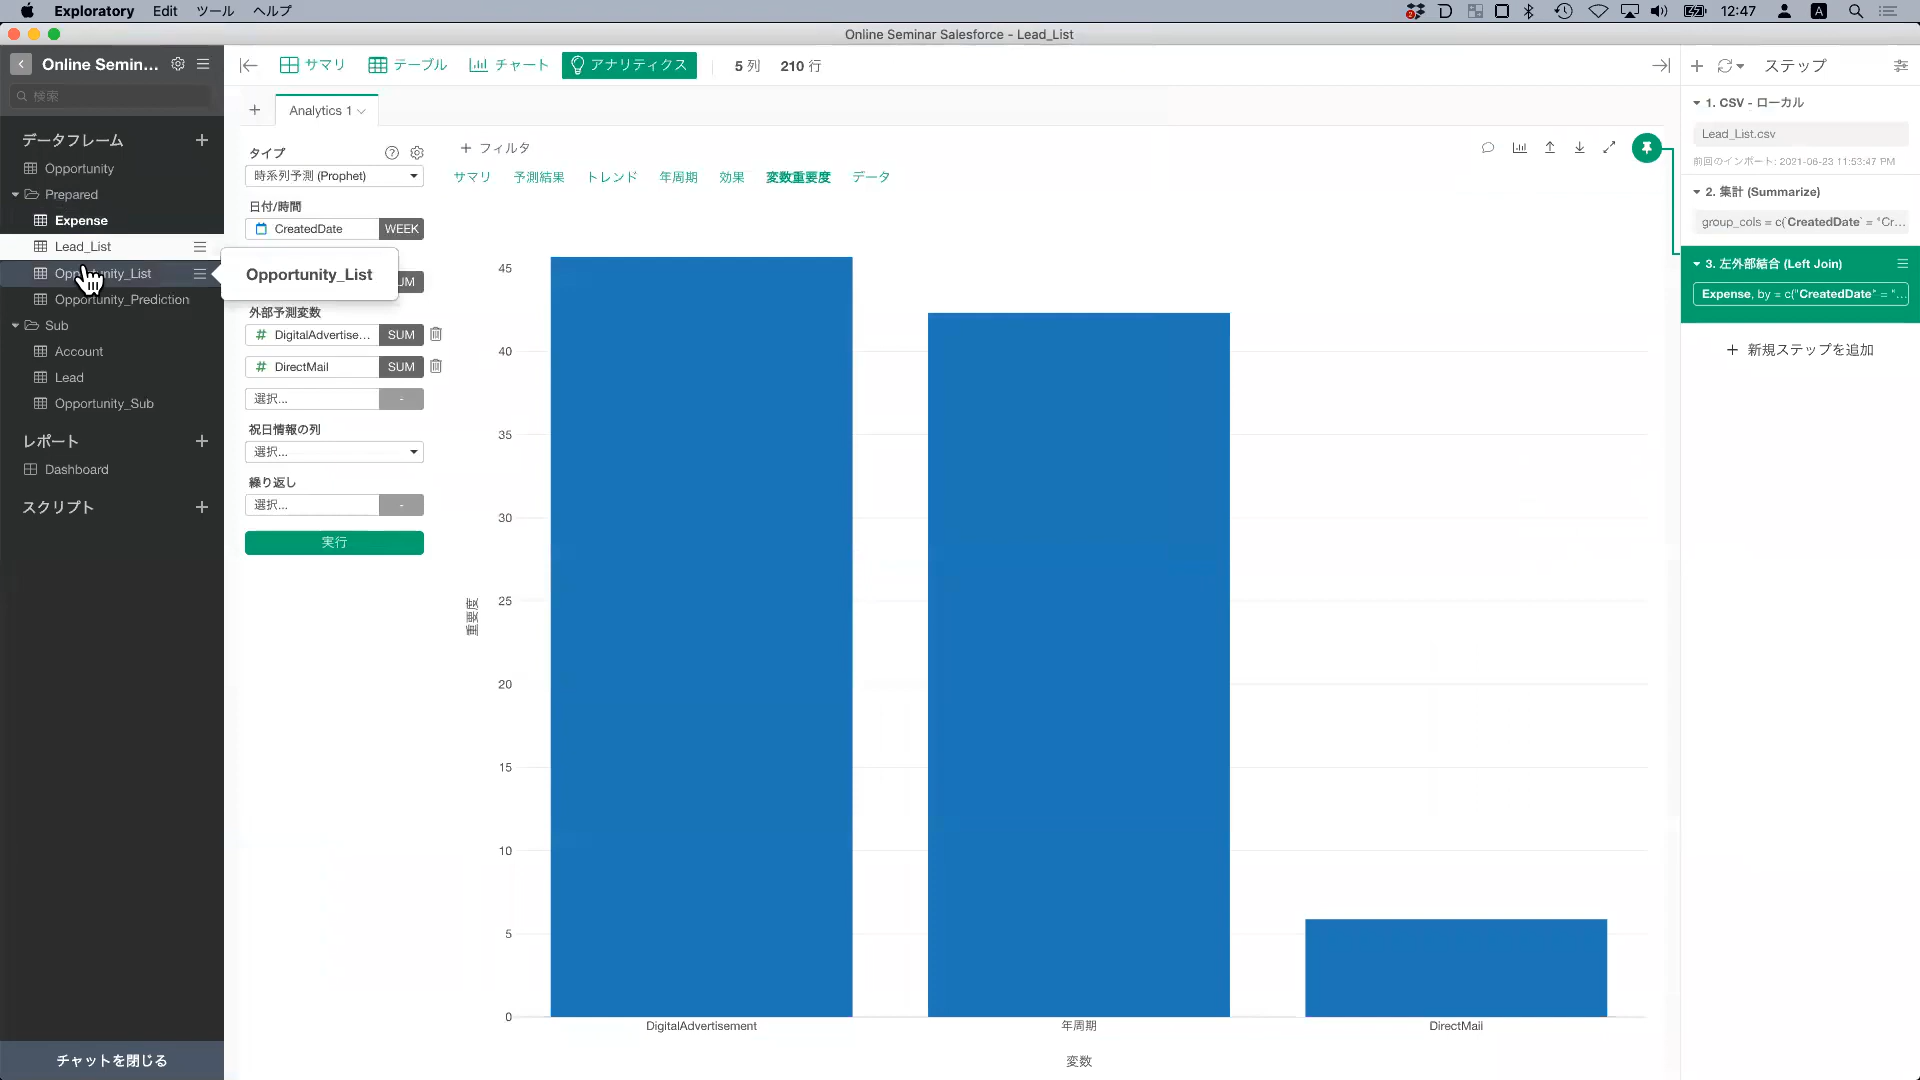 Exploratory Edit ツール ヘルプ
12:47
Online Seminar Salesforce - Lead_List
Online Semin...
検索
データフレーム
Opportunity
Prepared
Expense
Lead_List
Opportunity_List
Opportunity_Prediction
Sub
Account
Lead
Opportunity_Sub
レポート
Dashboard
スクリプト
チャットを閉じる
サマリ テーブル チャート アナリティクス 5 列 210 行
Analytics 1
タイプ
時系列予測 (Prophet)
日付/時間
CreatedDate WEEK
Opportunity_List
UM
外部予測変数
DigitalAdvertise... SUM
DirectMail SUM
選択... -
祝日情報の列
選択...
繰り返し
選択... -
実行
フィルタ
サマリ 予測結果 トレンド 年周期 効果 変数重要度 データ
重要度
45
40
35
30
25
20
15
10
5
0
DigitalAdvertisement 年周期 DirectMail
変数
ステップ
1. CSV - ローカル
Lead_List.csv
前回のインポート: 2021-06-23 11:53:47 PM
2. 集計 (Summarize)
group_cols = c(`CreatedDate` = "Cr...
3. 左外部結合 (Left Join)
Expense, by = c("CreatedDate" = "...
新規ステップを追加